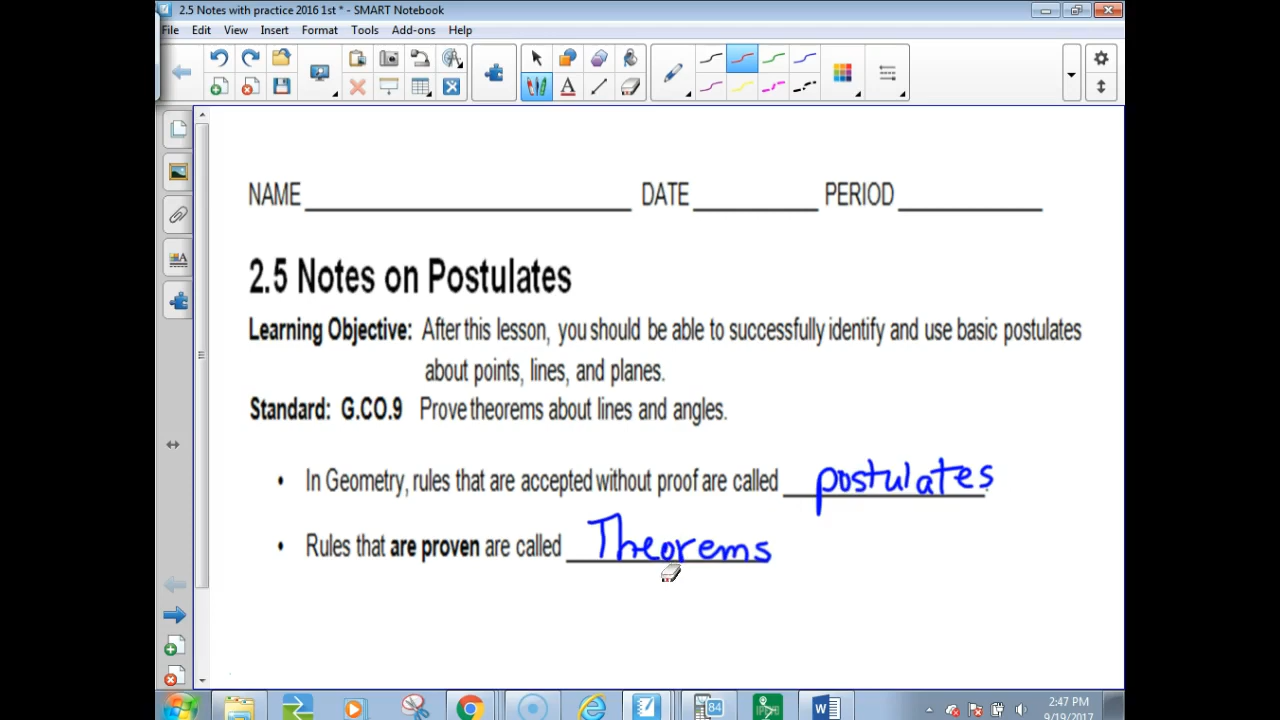 2.5 Notes with practice 2016 1st * - SMART Notebook
File Edit View Insert Format Tools Add-ons Help
NAME DATE PERIOD
2.5 Notes on Postulates
Learning Objective: After this lesson, you should be able to successfully identify and use basic postulates
about points, lines, and planes.
Standard: G.CO.9 Prove theorems about lines and angles.
• In Geometry, rules that are accepted without proof are called postulates
• Rules that are proven are called Theorems
84
W
2:47 PM
9/19/2017